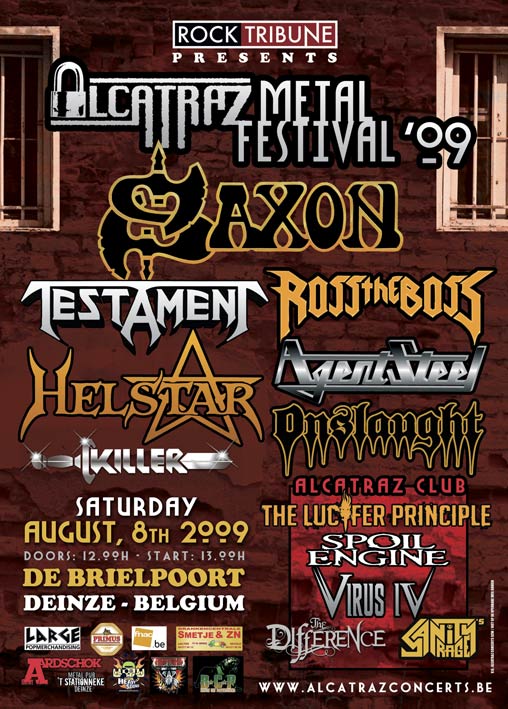 ROCK TRIBUNE
PRESENTS
ALCATRAZ METAL
FESTIVAL '09
SAXON
TESTAMENT
ROSS THE BOSS
HELSTAR
Agent Steel
Onslaught
KILLER
ALCATRAZ CLUB
THE LUCIFER PRINCIPLE
SPOIL
ENGINE
VIRUS IV
The
DIFFERENCE
SANITY'S
RAGE
SATURDAY
AUGUST, 8TH 2009
DOORS: 12.00H - START: 13.00H
DE BRIELPOORT
DEINZE - BELGIUM
LARGE
POPMERCHANDISING
PRIMUS
fnac
.be
DRANKENCENTRALE
SMETJE & ZN
AARDSCHOK
METAL PUB
'T STATIONNEKE
DEINZE
WWW.ALCATRAZCONCERTS.BE